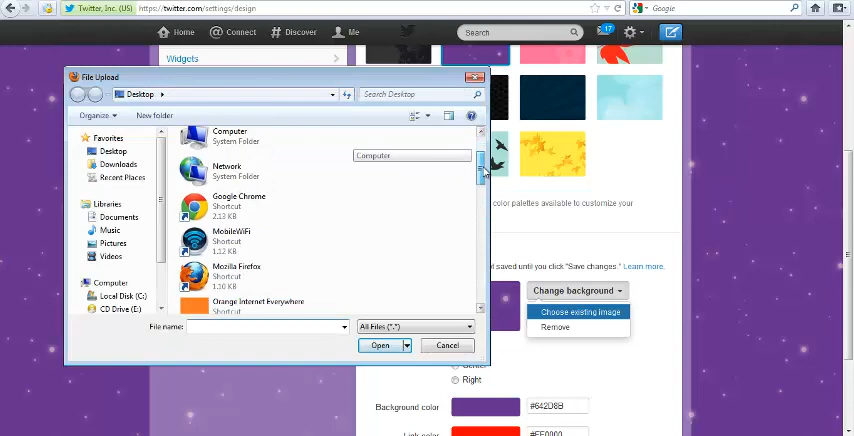 Twitter, Inc. (US)
https://twitter.com/settings/design
Google
Home
Connect
Discover
Me
Search
17
Widgets
File Upload
Desktop
Search Desktop
Organize
New folder
Favorites
Desktop
Downloads
Recent Places
Libraries
Documents
Music
Pictures
Videos
Computer
Local Disk (C:)
CD Drive (E:)
Computer
System Folder
Computer
Network
System Folder
Google Chrome
Shortcut
2.13 KB
MobileWiFi
Shortcut
1.12 KB
Mozilla Firefox
Shortcut
1.10 KB
Orange Internet Everywhere
Shortcut
File name:
All Files (*.*)
Open
Cancel
color palettes available to customize your
ot saved until you click "Save changes." Learn more.
Change background
Choose existing image
Remove
Center
Right
Background color
#642D8B
Link color
#FF0000